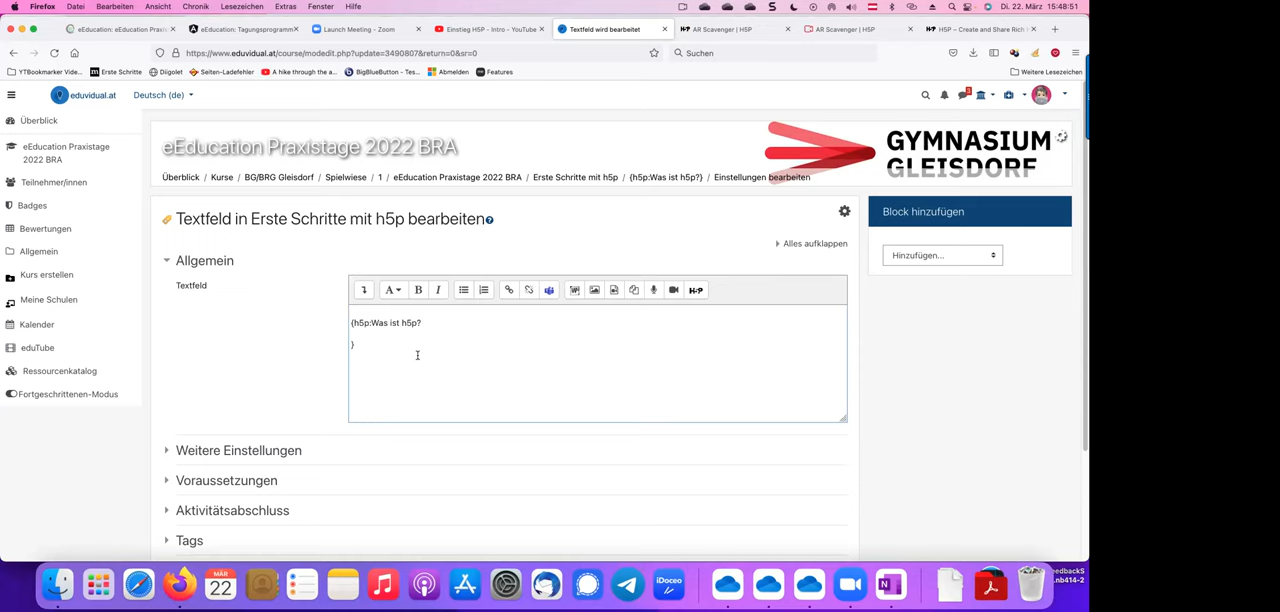 Firefox Datei Bearbeiten Ansicht Chronik Lesezeichen Extras Fenster Hilfe Di. 22. März 15:48:51
eEducation: eEducation Praxist eEducation: Tagungsprogramm Launch Meeting - Zoom Einstieg H5P - Intro - YouTube Textfeld wird bearbeitet AR Scavenger | H5P AR Scavenger | H5P H5P – Create and Share Rich
https://www.eduvidual.at/course/modedit.php?update=3490807&return=0&sr=0 Suchen
YTBookmarker Vide... Erste Schritte Diigolet Seiten-Ladefehler A hike through the a... BigBlueButton - Tes... Abmelden Features Weitere Lesezeichen
eduvidual.at Deutsch (de) 3
Überblick
eEducation Praxistage 2022 BRA
Teilnehmer/innen
Badges
Bewertungen
Allgemein
Kurs erstellen
Meine Schulen
Kalender
eduTube
Ressourcenkatalog
Fortgeschrittenen-Modus
eEducation Praxistage 2022 BRA
GYMNASIUM
GLEISDORF
Überblick / Kurse / BG/BRG Gleisdorf / Spielwiese / 1 / eEducation Praxistage 2022 BRA / Erste Schritte mit h5p / {h5p:Was ist h5p?} / Einstellungen bearbeiten
Textfeld in Erste Schritte mit h5p bearbeiten
Alles aufklappen
Allgemein
Textfeld
A B I H-P
{h5p:Was ist h5p?
}
Weitere Einstellungen
Voraussetzungen
Aktivitätsabschluss
Tags
Block hinzufügen
Hinzufügen...
MÄR
22
iDoceo